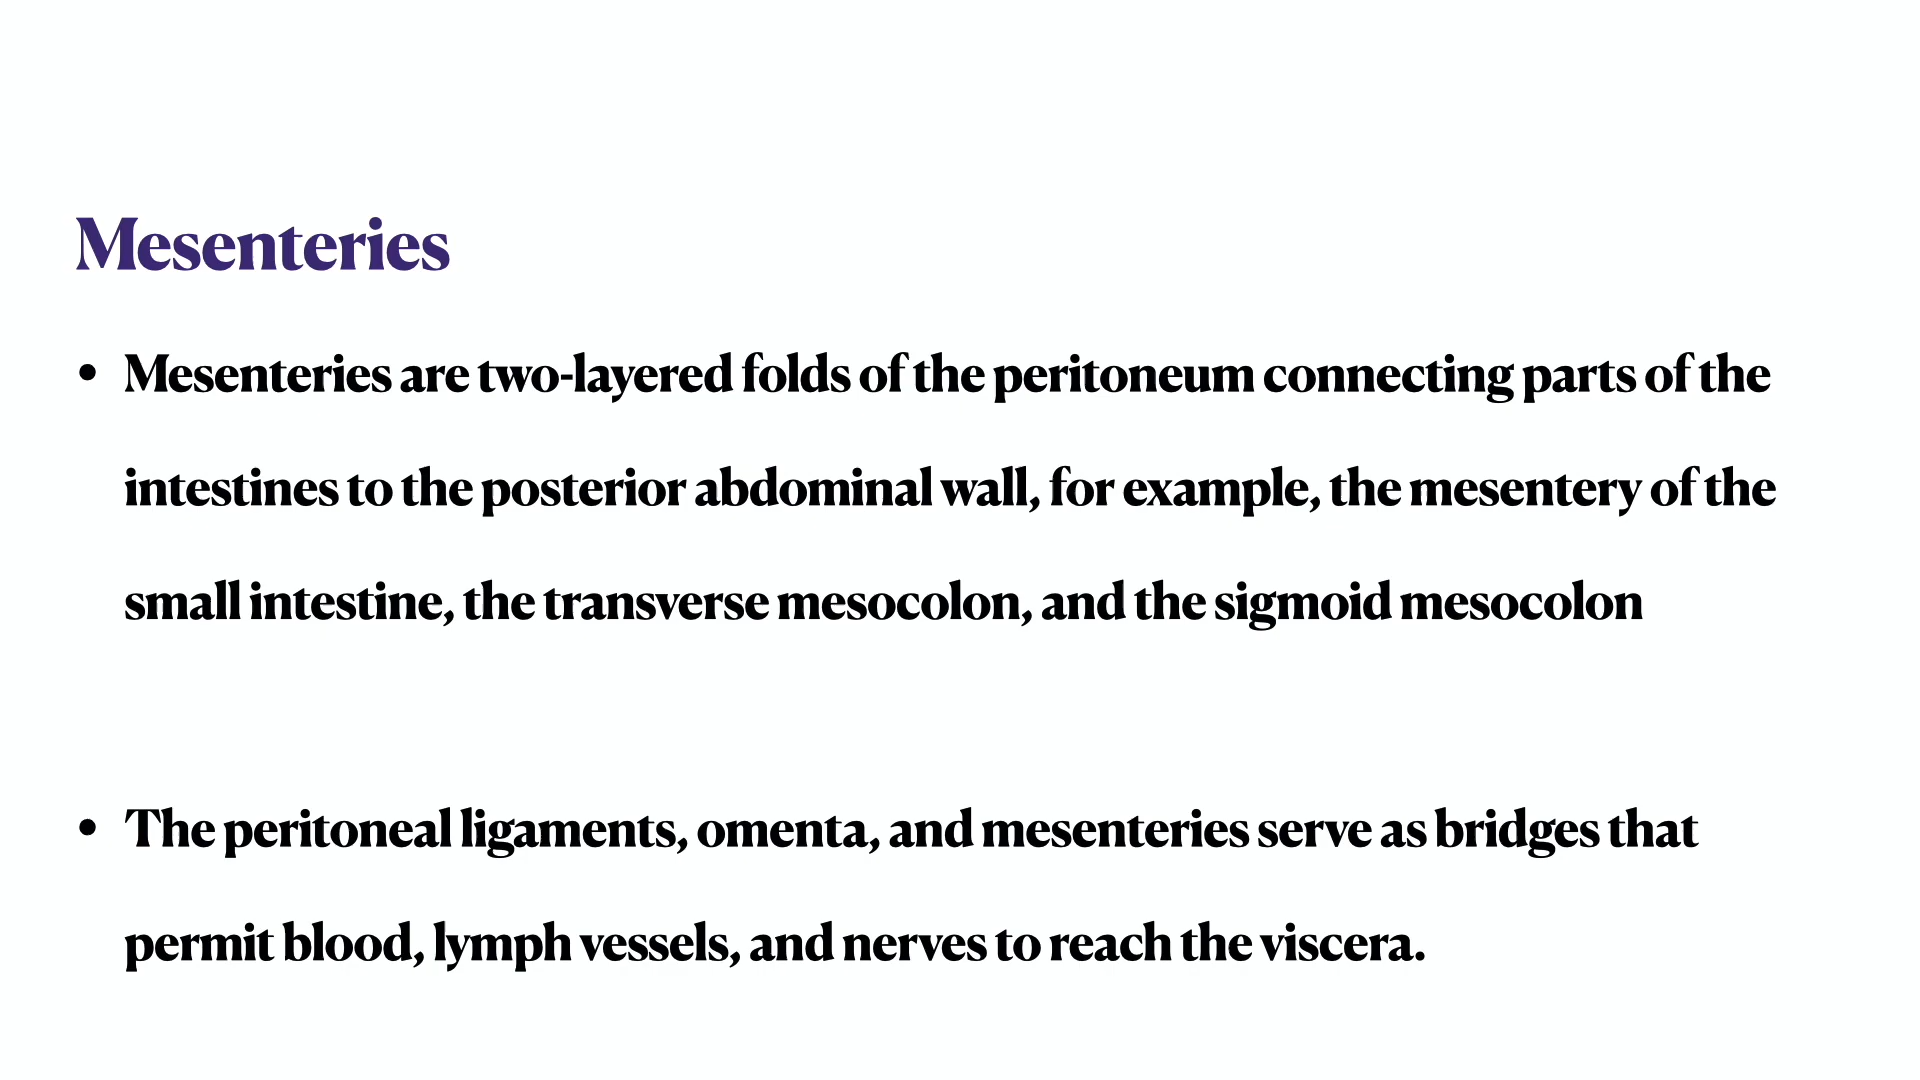 Mesenteries
• Mesenteries are two-layered folds of the peritoneum connecting parts of the
intestines to the posterior abdominal wall, for example, the mesentery of the
small intestine, the transverse mesocolon, and the sigmoid mesocolon
• The peritoneal ligaments, omenta, and mesenteries serve as bridges that
permit blood, lymph vessels, and nerves to reach the viscera.